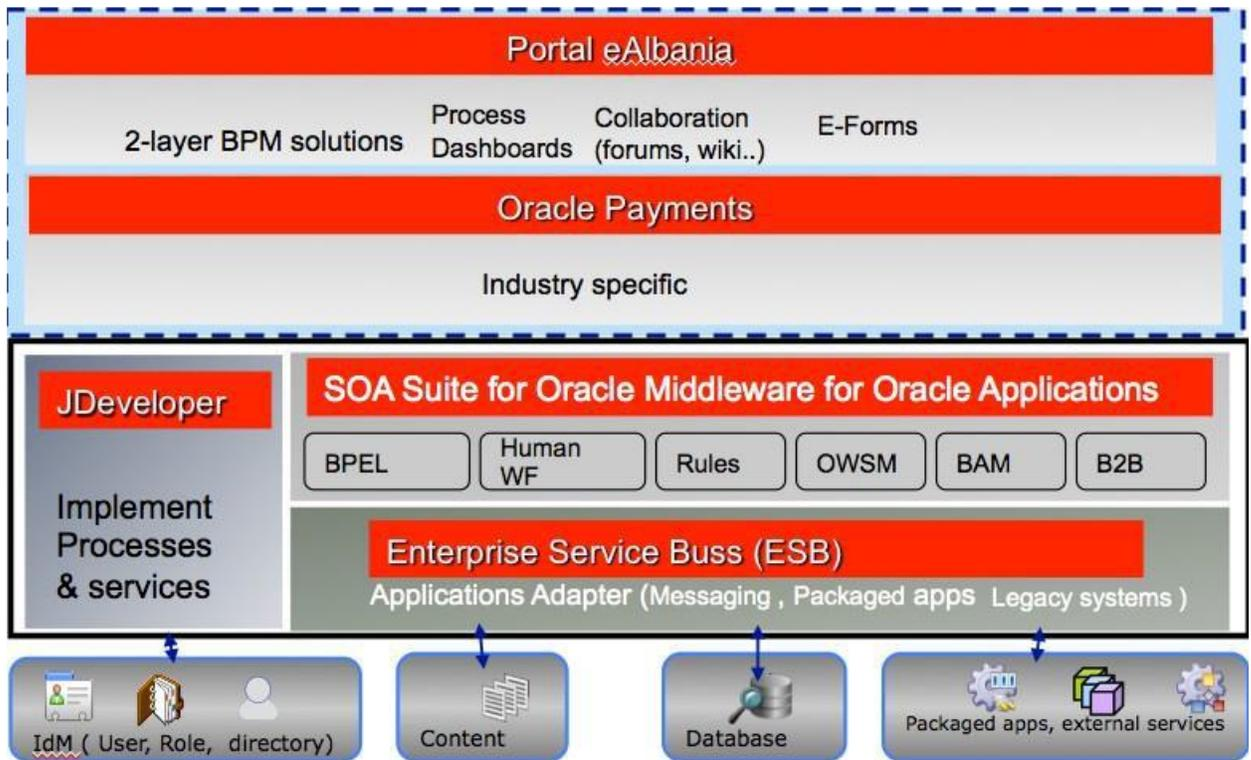 Portal eAlbania
2-layer BPM solutions
Process
Dashboards
Collaboration
(forums, wiki..)
E-Forms
Oracle Payments
Industry specific
JDeveloper
Implement
Processes
& services
SOA Suite for Oracle Middleware for Oracle Applications
BPEL
Human
WF
Rules
OWSM
BAM
B2B
Enterprise Service Buss (ESB)
Applications Adapter (Messaging , Packaged apps Legacy systems )
IdM ( User, Role, directory)
Content
Database
Packaged apps, external services